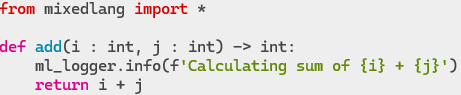 from mixedlang import *

def add(i : int, j : int) -> int:
    ml_logger.info(f'Calculating sum of {i} + {j}')
    return i + j